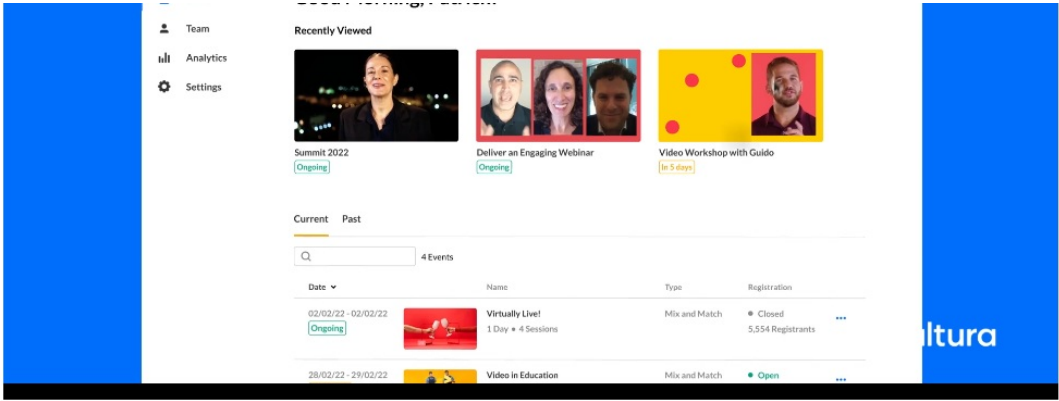 Team
Analytics
Settings
Recently Viewed
Summit 2022
Ongoing
Deliver an Engaging Webinar
Ongoing
Video Workshop with Guido
In 5 days
Current Past
4 Events
Date Name Type Registration
02/02/22 - 02/02/22 Virtually Live! Mix and Match Closed
Ongoing 1 Day • 4 Sessions 5,554 Registrants
28/02/22 - 29/02/22 Video in Education Mix and Match Open
ltura